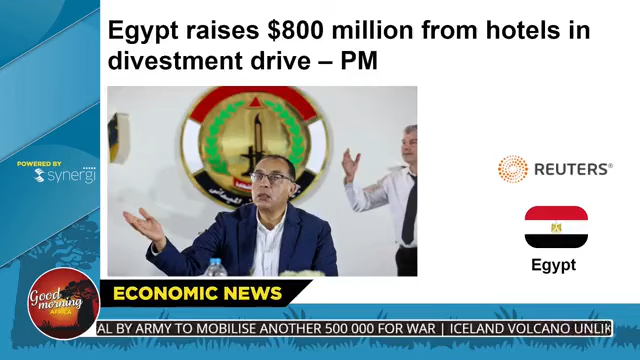 Egypt raises $800 million from hotels in
divestment drive – PM
POWERED BY
synergi
REUTERS®
Egypt
Good
morning
AFRICA
ECONOMIC NEWS
AL BY ARMY TO MOBILISE ANOTHER 500 000 FOR WAR | ICELAND VOLCANO UNLIK